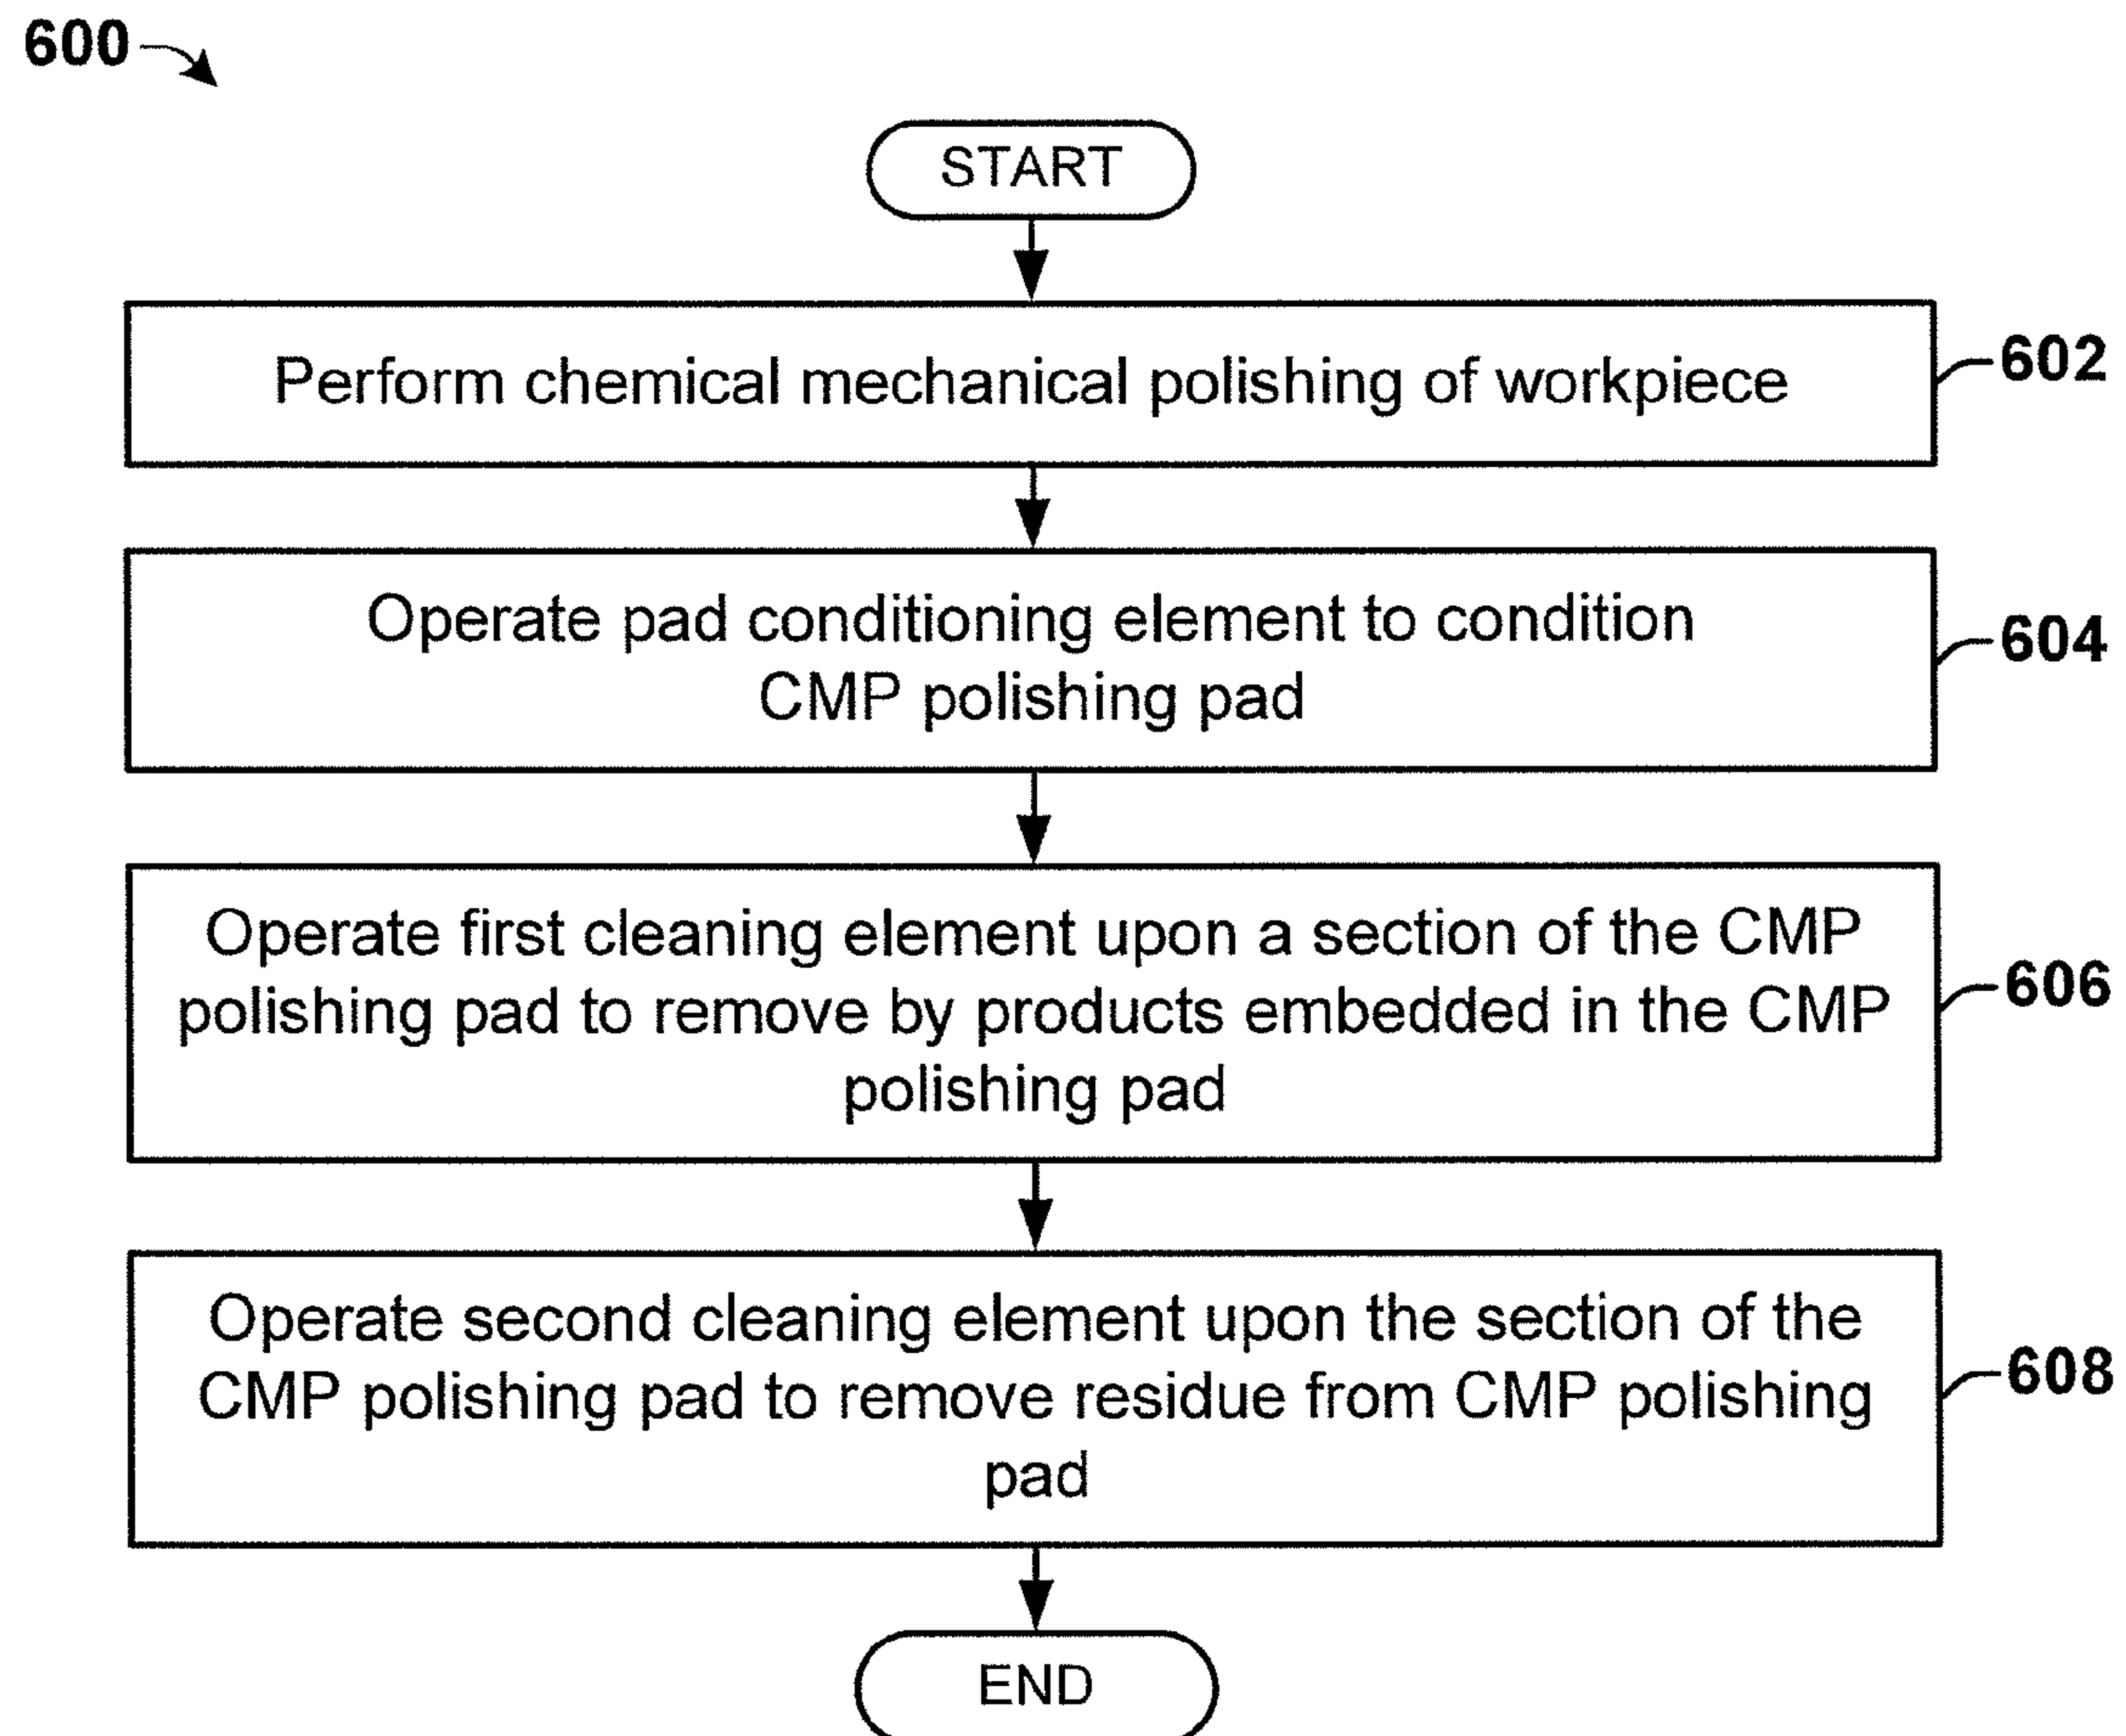 600
START
Perform chemical mechanical polishing of workpiece
602
Operate pad conditioning element to condition
CMP polishing pad
604
Operate first cleaning element upon a section of the CMP
polishing pad to remove by products embedded in the CMP
polishing pad
606
Operate second cleaning element upon the section of the
CMP polishing pad to remove residue from CMP polishing
pad
608
END